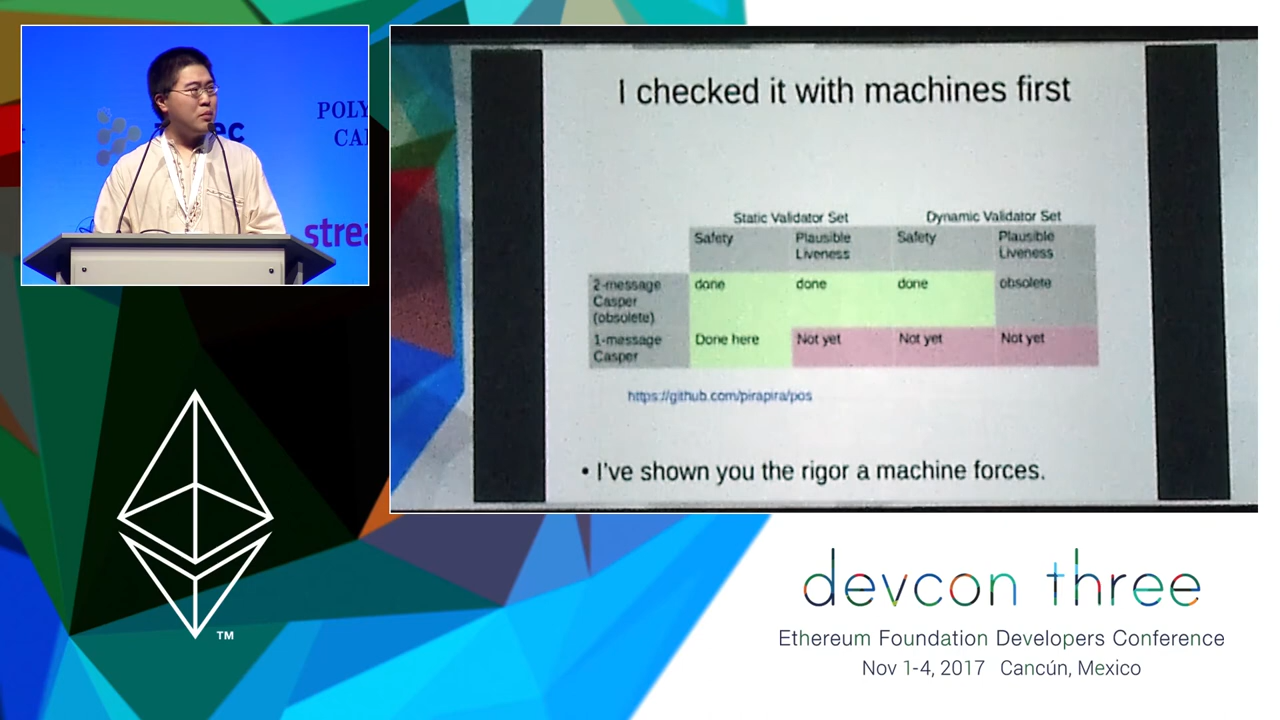 POLY
CA
ec
strea
I checked it with machines first
Static Validator Set
Dynamic Validator Set
Safety
Plausible
Liveness
Safety
Plausible
Liveness
2-message
Casper
(obsolete)
done
done
done
obsolete
1-message
Casper
Done here
Not yet
Not yet
Not yet
https://github.com/pirapira/pos
• I've shown you the rigor a machine forces.
TM
devcon three
Ethereum Foundation Developers Conference
Nov 1-4, 2017 Cancún, Mexico